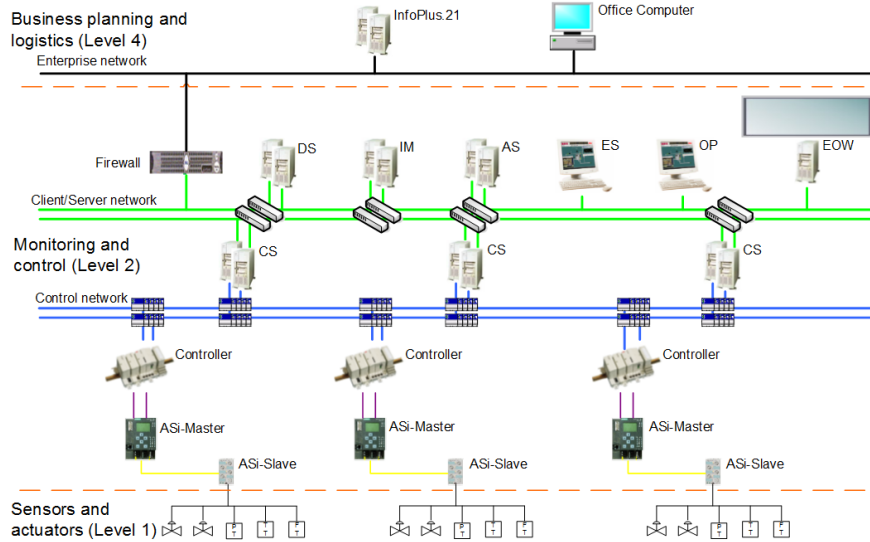 Business planning and
logistics (Level 4)
InfoPlus.21
Office Computer
Enterprise network
Firewall
DS
IM
AS
ES
OP
EOW
Client/Server network
Monitoring and
control (Level 2)
CS
CS
CS
Control network
Controller
Controller
Controller
ASi-Master
ASi-Master
ASi-Master
ASi-Slave
ASi-Slave
ASi-Slave
Sensors and
actuators (Level 1)
P
T
T
T
F
T
P
T
T
T
F
T
P
T
T
T
F
T